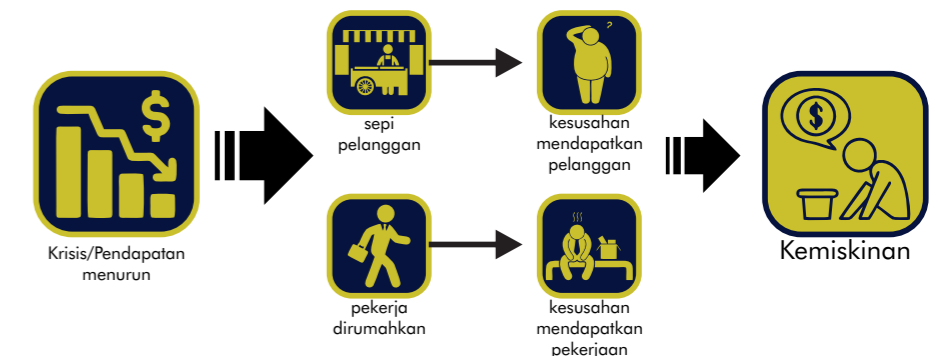 Krisis/Pendapatan
menurun
sepi
pelanggan
kesusahan
mendapatkan
pelanggan
pekerja
dirumahkan
kesusahan
mendapatkan
pekerjaan
Kemiskinan